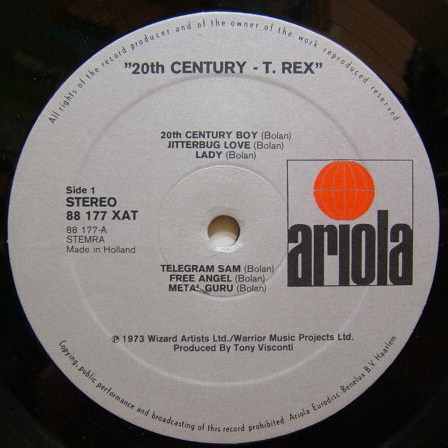 All rights of the record producer and of the owner of the work reproduced reserved
"20th CENTURY - T. REX"
20th CENTURY BOY (Bolan)
JITTERBUG LOVE (Bolan)
LADY (Bolan)
Side 1
STEREO
88 177 XAT
88 177-A
STEMRA
Made in Holland
ariola
TELEGRAM SAM (Bolan)
FREE ANGEL (Bolan)
METAL GURU (Bolan)
℗ 1973 Wizard Artists Ltd./Warrior Music Projects Ltd.
Produced By Tony Visconti
Copying, public performance and broadcasting of this record prohibited. Ariola Eurodisc Benelux B.V. Haarlem